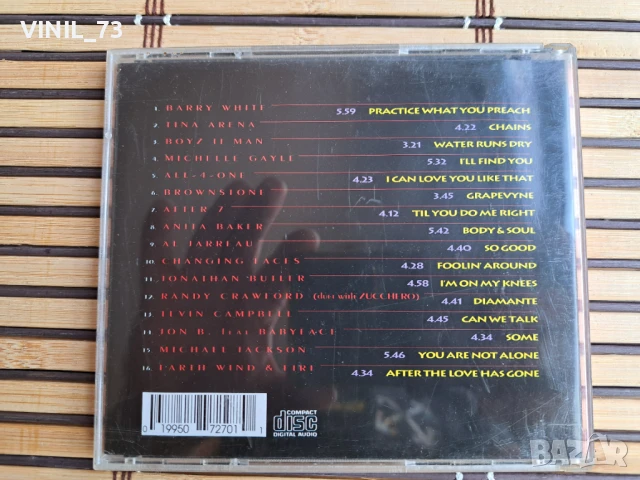 VINIL_73
1. BARRY WHITE 5.59 PRACTICE WHAT YOU PREACH
2. TINA ARENA 4.22 CHAINS
3. BOYZ II MAN 3.21 WATER RUNS DRY
4. MICHELLE GAYLE 5.32 I'LL FIND YOU
5. ALL-4-ONE 4.23 I CAN LOVE YOU LIKE THAT
6. BROWNSTONE 3.45 GRAPEVYNE
7. AFTER 7 4.12 'TIL YOU DO ME RIGHT
8. ANITA BAKER 5.42 BODY & SOUL
9. AL JARREAU 4.40 SO GOOD
10. CHANGING FACES 4.28 FOOLIN' AROUND
11. JONATHAN BUTLER 4.58 I'M ON MY KNEES
12. RANDY CRAWFORD (duet with ZUCCHERO) 4.41 DIAMANTE
13. TEVIN CAMPBELL 4.45 CAN WE TALK
14. JON B. feat. BABYFACE 4.34 SOME
15. MICHAEL JACKSON 5.46 YOU ARE NOT ALONE
16. EARTH WIND & FIRE 4.34 AFTER THE LOVE HAS GONE
0 19950 72701 1
COMPACT
disc
DIGITAL AUDIO
BAZAR